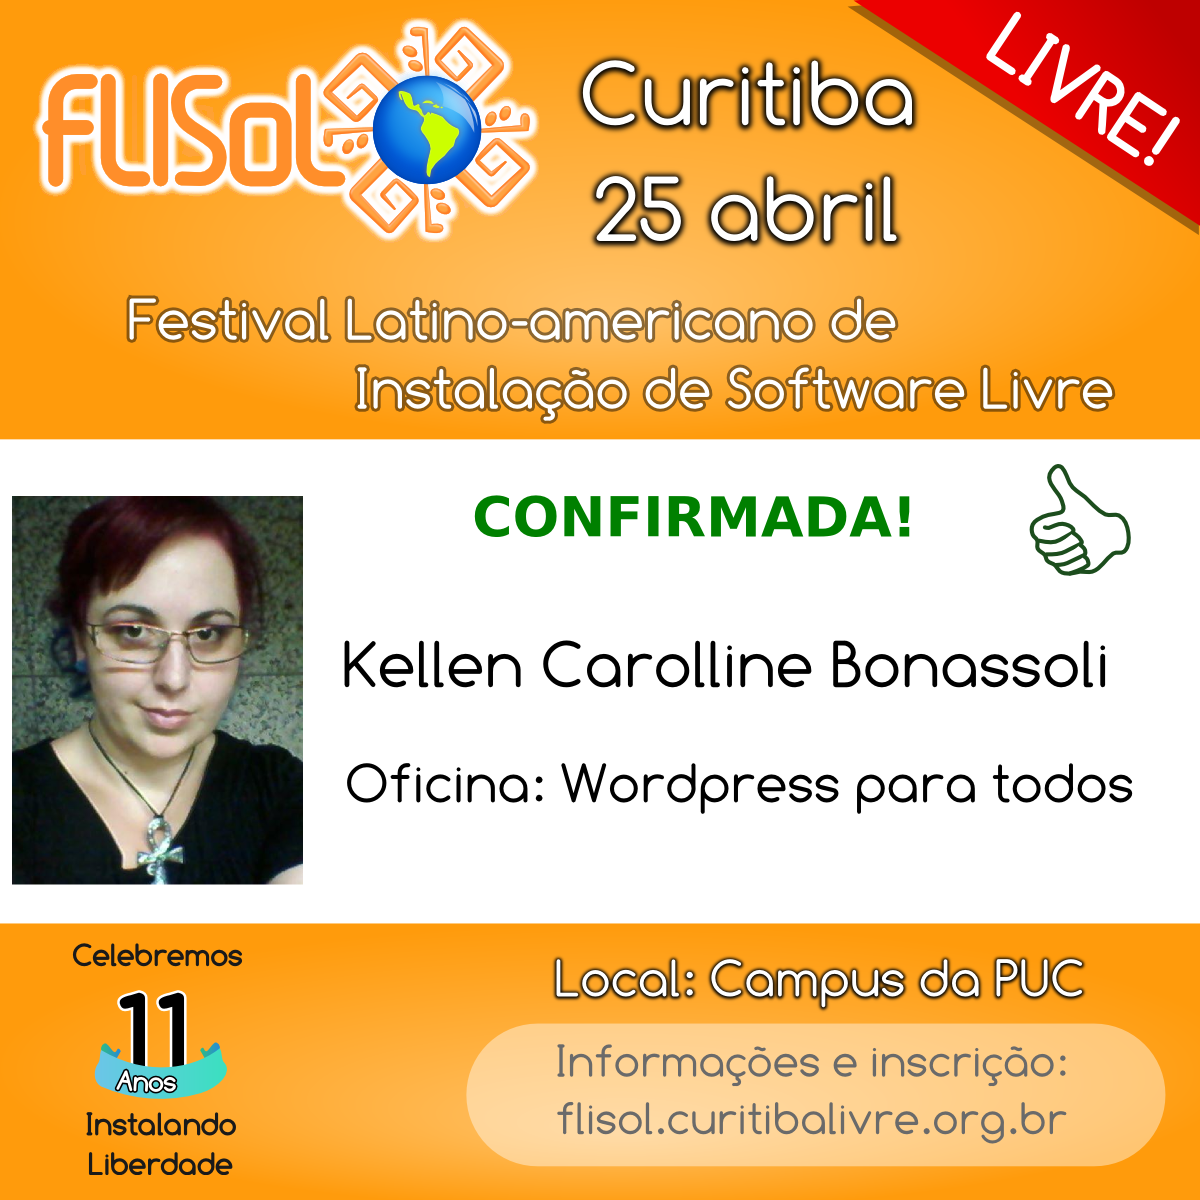 FLISol
Curitiba
25 abril
LIVRE!
Festival Latino-americano de
Instalação de Software Livre
CONFIRMADA!
Kellen Carolline Bonassoli
Oficina: Wordpress para todos
Celebremos
11
Anos
Instalando
Liberdade
Local: Campus da PUC
Informações e inscrição:
flisol.curitibalivre.org.br